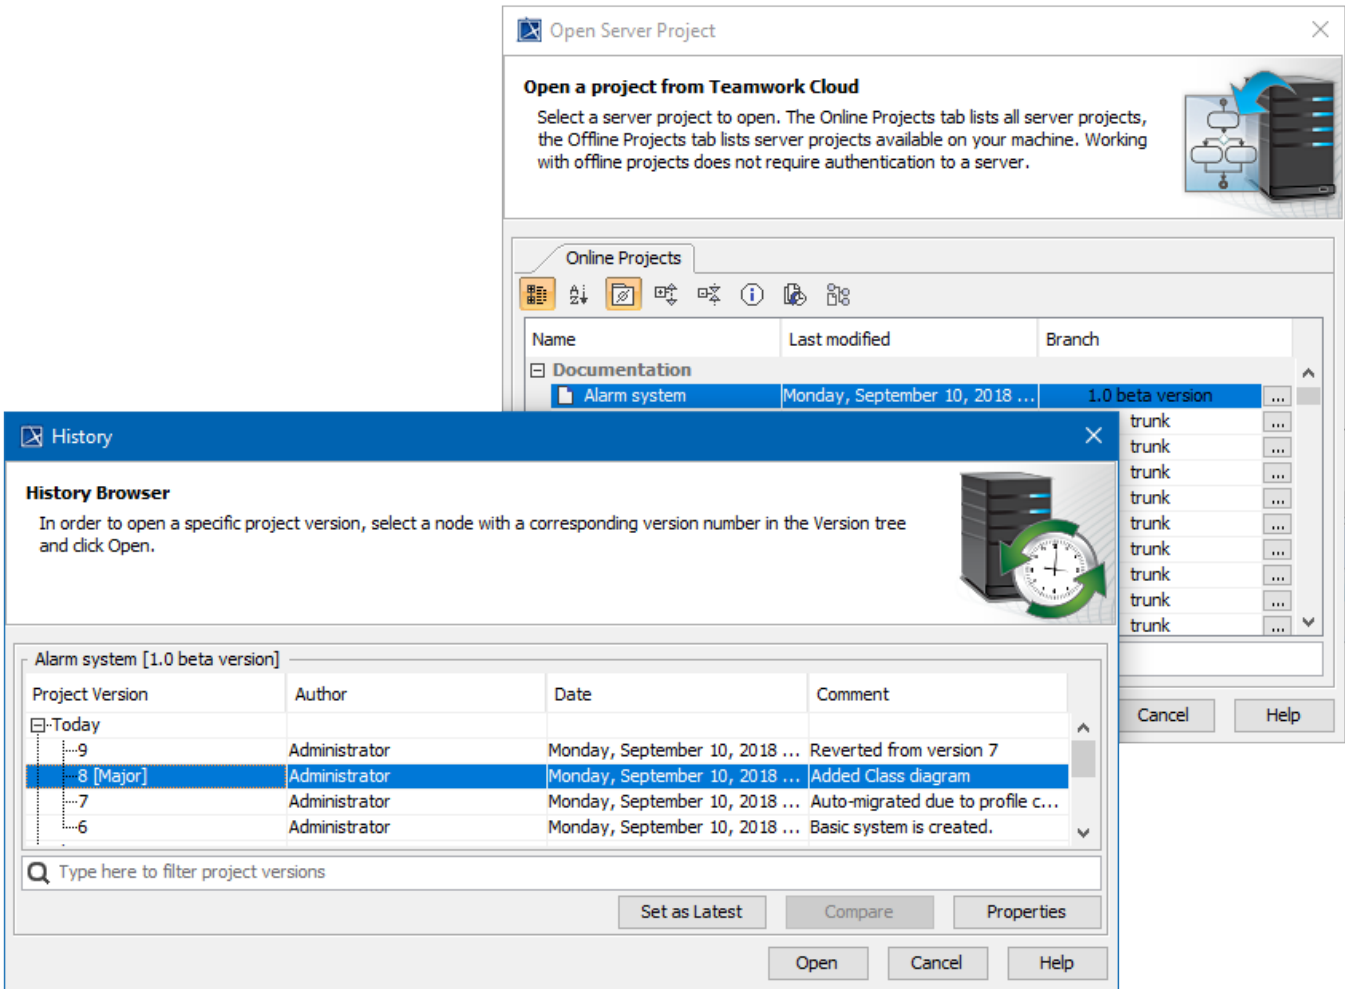 Open Server Project
Open a project from Teamwork Cloud
Select a server project to open. The Online Projects tab lists all server projects,
the Offline Projects tab lists server projects available on your machine. Working
with offline projects does not require authentication to a server.
Online Projects
Name Last modified Branch
Documentation
Alarm system Monday, September 10, 2018 ... 1.0 beta version ...
trunk ...
trunk ...
trunk ...
trunk ...
trunk ...
trunk ...
trunk ...
trunk ...
trunk ...
Cancel Help
History
History Browser
In order to open a specific project version, select a node with a corresponding version number in the Version tree
and click Open.
Alarm system [1.0 beta version]
Project Version Author Date Comment
Today
9 Administrator Monday, September 10, 2018 ... Reverted from version 7
8 [Major] Administrator Monday, September 10, 2018 ... Added Class diagram
7 Administrator Monday, September 10, 2018 ... Auto-migrated due to profile c...
6 Administrator Monday, September 10, 2018 ... Basic system is created.
Type here to filter project versions
Set as Latest Compare Properties
Open Cancel Help